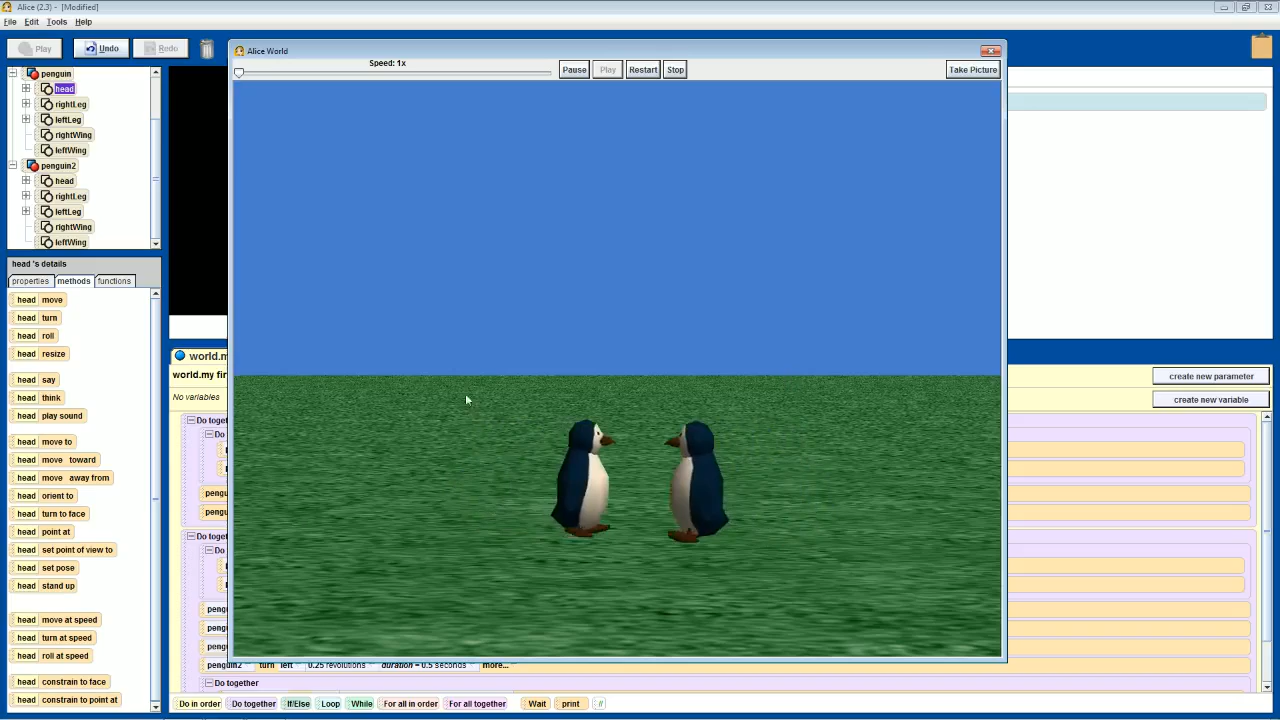 Alice (2.3) - [Modified]
File Edit Tools Help
Play Undo Redo
penguin
head
rightLeg
leftLeg
rightWing
leftWing
penguin2
head
rightLeg
leftLeg
rightWing
leftWing
head 's details
properties methods functions
head move
head turn
head roll
head resize
head say
head think
head play sound
head move to
head move toward
head move away from
head orient to
head turn to face
head point at
head set point of view to
head set pose
head stand up
head move at speed
head turn at speed
head roll at speed
head constrain to face
head constrain to point at
Alice World
Speed: 1x
Pause Play Restart Stop
Take Picture
world.m
world.my fir
No variables
create new parameter
create new variable
Do toget
Do
pengu
pengu
Do toget
Do
pengu
pengu
pengu
penguin2 turn left 0.25 revolutions duration = 0.5 seconds more...
Do together
Do in order Do together If/Else Loop While For all in order For all together Wait print //